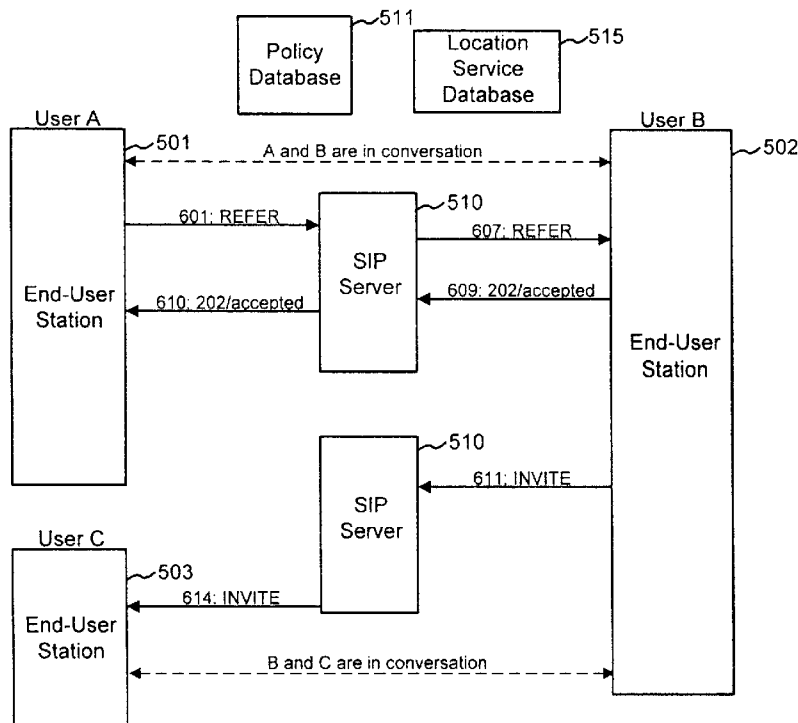 Policy
Database
511
Location
Service
Database
515
User A
User B
501
A and B are in conversation
502
510
601: REFER
607: REFER
SIP
Server
End-User
Station
610: 202/accepted
609: 202/accepted
End-User
Station
510
611: INVITE
SIP
Server
User C
503
614: INVITE
End-User
Station
B and C are in conversation